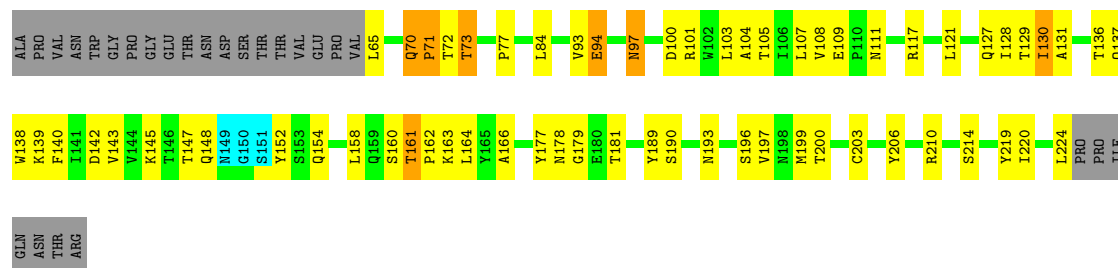 ALA PRO VAL ASN TRP GLY PRO GLY GLU THR ASN ASP SER THR THR VAL GLU PRO VAL L65 Q70 P71 T72 T73 P77 L84 V93 E94 N97 D100 R101 W102 L103 A104 T105 I106 L107 V108 E109 P110 N111 R117 L121 Q127 I128 T129 I130 A131 T136 Q137
W138 K139 F140 I141 D142 V143 V144 K145 T146 T147 Q148 N149 G150 S151 Y152 S153 Q154 L158 Q159 S160 T161 P162 K163 L164 Y165 A166 Y177 N178 G179 E180 T181 Y189 S190 N193 S196 V197 N198 M199 T200 C203 Y206 R210 S214 Y219 I220 L224 PRO PRO ILE
GLN ASN THR ARG